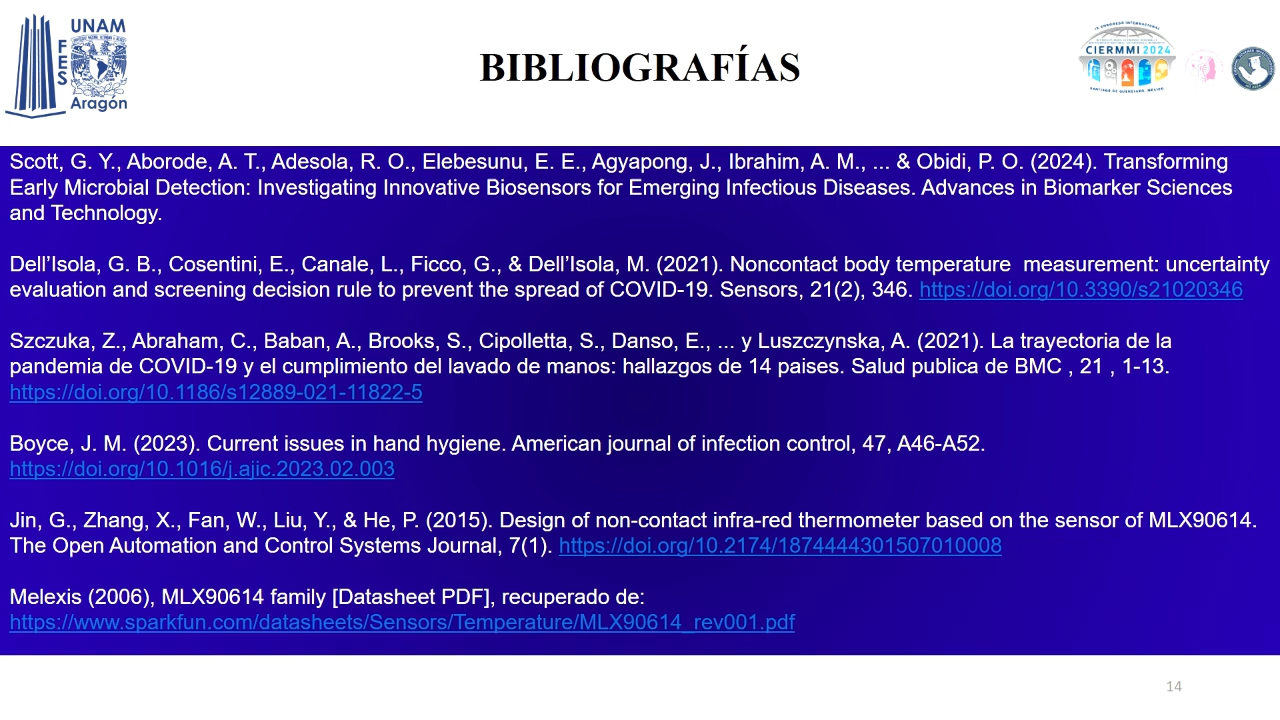 UNAM
FES
Aragón
BIBLIOGRAFÍAS
CIERMMI 2024
Scott, G. Y., Aborode, A. T., Adesola, R. O., Elebesunu, E. E., Agyapong, J., Ibrahim, A. M., ... & Obidi, P. O. (2024). Transforming
Early Microbial Detection: Investigating Innovative Biosensors for Emerging Infectious Diseases. Advances in Biomarker Sciences
and Technology.
Dell’Isola, G. B., Cosentini, E., Canale, L., Ficco, G., & Dell’Isola, M. (2021). Noncontact body temperature  measurement: uncertainty
evaluation and screening decision rule to prevent the spread of COVID-19. Sensors, 21(2), 346. https://doi.org/10.3390/s21020346
Szczuka, Z., Abraham, C., Baban, A., Brooks, S., Cipolletta, S., Danso, E., ... y Luszczynska, A. (2021). La trayectoria de la
pandemia de COVID-19 y el cumplimiento del lavado de manos: hallazgos de 14 paises. Salud publica de BMC , 21 , 1-13.
https://doi.org/10.1186/s12889-021-11822-5
Boyce, J. M. (2023). Current issues in hand hygiene. American journal of infection control, 47, A46-A52.
https://doi.org/10.1016/j.ajic.2023.02.003
Jin, G., Zhang, X., Fan, W., Liu, Y., & He, P. (2015). Design of non-contact infra-red thermometer based on the sensor of MLX90614.
The Open Automation and Control Systems Journal, 7(1). https://doi.org/10.2174/1874444301507010008
Melexis (2006), MLX90614 family [Datasheet PDF], recuperado de:
https://www.sparkfun.com/datasheets/Sensors/Temperature/MLX90614_rev001.pdf
14